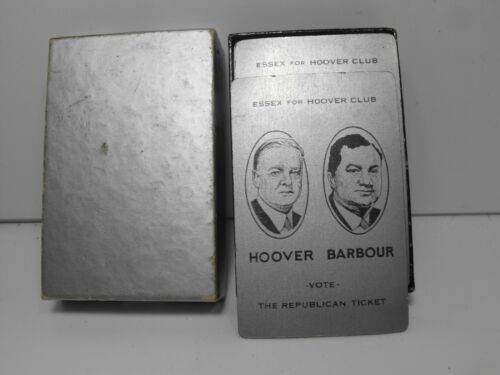 ESSEX FOR HOOVER CLUB
ESSEX FOR HOOVER CLUB
HOOVER BARBOUR
-VOTE-
THE REPUBLICAN TICKET